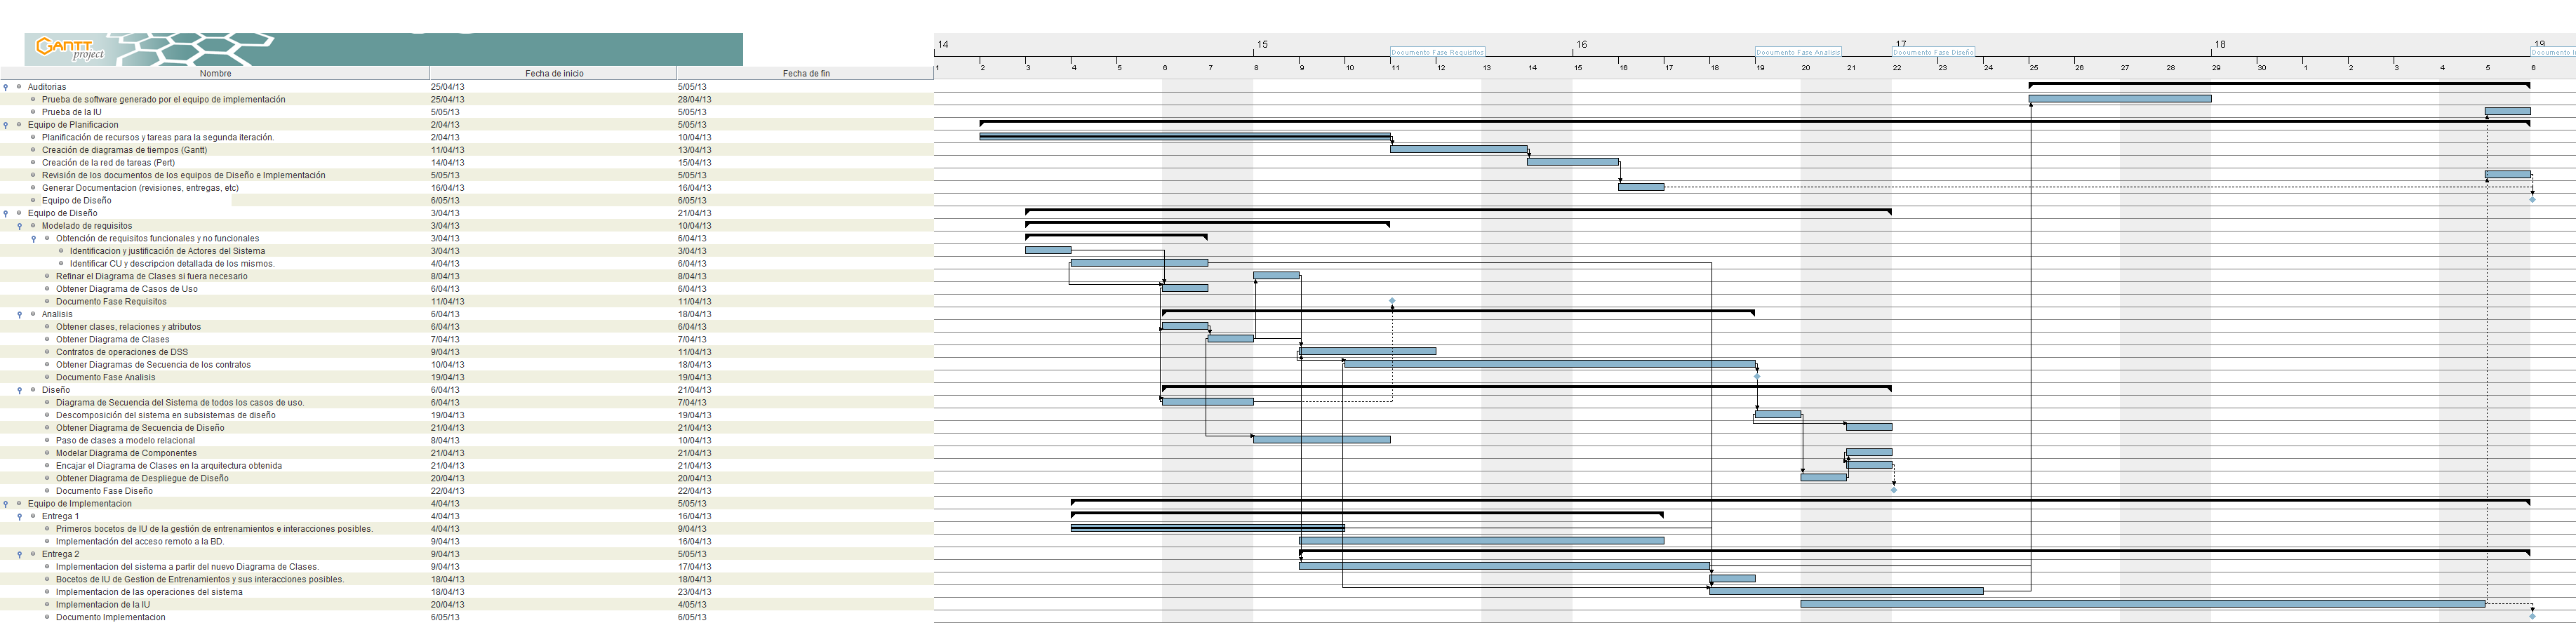 GANTT project
14 15 16 17 18 19
Documento Fase Requisitos Documento Fase Analisis Documento Fase Diseño
Nombre Fecha de inicio Fecha de fin
1 2 3 4 5 6 7 8 9 10 11 12 13 14 15 16 17 18 19 20 21 22 23 24 25 26 27 28 29 30 1 2 3 4 5 6
Auditorias 25/04/13 5/05/13
Prueba de software generado por el equipo de implementación 25/04/13 28/04/13
Prueba de la IU 5/05/13 5/05/13
Equipo de Planificacion 2/04/13 5/05/13
Planificación de recursos y tareas para la segunda iteración. 2/04/13 10/04/13
Creación de diagramas de tiempos (Gantt) 11/04/13 13/04/13
Creación de la red de tareas (Pert) 14/04/13 15/04/13
Revisión de los documentos de los equipos de Diseño e Implementación 5/05/13 5/05/13
Generar Documentacion (revisiones, entregas, etc) 16/04/13 16/04/13
Equipo de Diseño 6/05/13 6/05/13
Equipo de Diseño 3/04/13 21/04/13
Modelado de requisitos 3/04/13 10/04/13
Obtención de requisitos funcionales y no funcionales 3/04/13 6/04/13
Identificacion y justificación de Actores del Sistema 3/04/13 3/04/13
Identificar CU y descripcion detallada de los mismos. 4/04/13 6/04/13
Refinar el Diagrama de Clases si fuera necesario 8/04/13 8/04/13
Obtener Diagrama de Casos de Uso 6/04/13 6/04/13
Documento Fase Requisitos 11/04/13 11/04/13
Analisis 6/04/13 18/04/13
Obtener clases, relaciones y atributos 6/04/13 6/04/13
Obtener Diagrama de Clases 7/04/13 7/04/13
Contratos de operaciones de DSS 9/04/13 11/04/13
Obtener Diagramas de Secuencia de los contratos 10/04/13 18/04/13
Documento Fase Analisis 19/04/13 19/04/13
Diseño 6/04/13 21/04/13
Diagrama de Secuencia del Sistema de todos los casos de uso. 6/04/13 7/04/13
Descomposición del sistema en subsistemas de diseño 19/04/13 19/04/13
Obtener Diagrama de Secuencia de Diseño 21/04/13 21/04/13
Paso de clases a modelo relacional 8/04/13 10/04/13
Modelar Diagrama de Componentes 21/04/13 21/04/13
Encajar el Diagrama de Clases en la arquitectura obtenida 21/04/13 21/04/13
Obtener Diagrama de Despliegue de Diseño 20/04/13 20/04/13
Documento Fase Diseño 22/04/13 22/04/13
Equipo de Implementacion 4/04/13 5/05/13
Entrega 1 4/04/13 16/04/13
Primeros bocetos de IU de la gestión de entrenamientos e interacciones posibles. 4/04/13 9/04/13
Implementación del acceso remoto a la BD. 9/04/13 16/04/13
Entrega 2 9/04/13 5/05/13
Implementacion del sistema a partir del nuevo Diagrama de Clases. 9/04/13 17/04/13
Bocetos de IU de Gestion de Entrenamientos y sus interacciones posibles. 18/04/13 18/04/13
Implementacion de las operaciones del sistema 18/04/13 23/04/13
Implementacion de la IU 20/04/13 4/05/13
Documento Implementacion 6/05/13 6/05/13